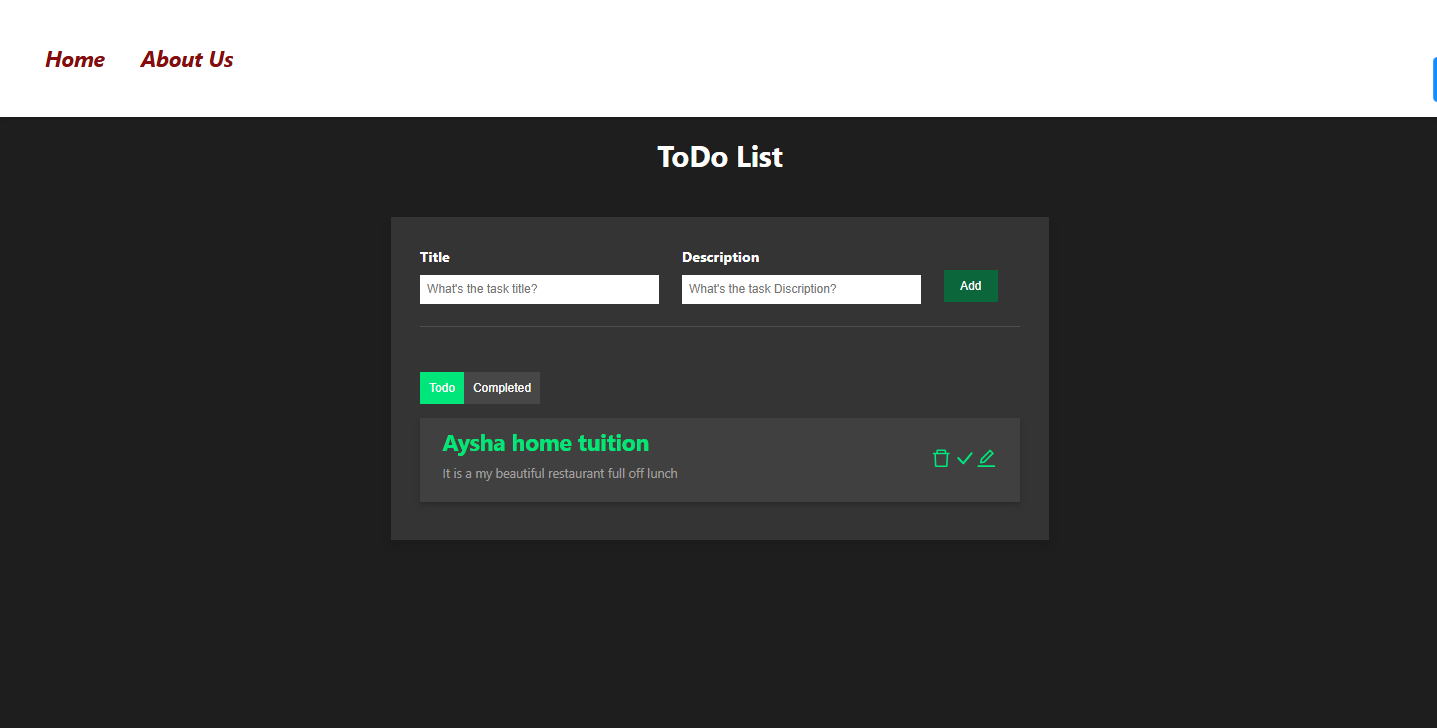 Home About Us
ToDo List
Title Description
What's the task title? What's the task Discription? Add
Todo Completed
Aysha home tuition
It is a my beautiful restaurant full off lunch